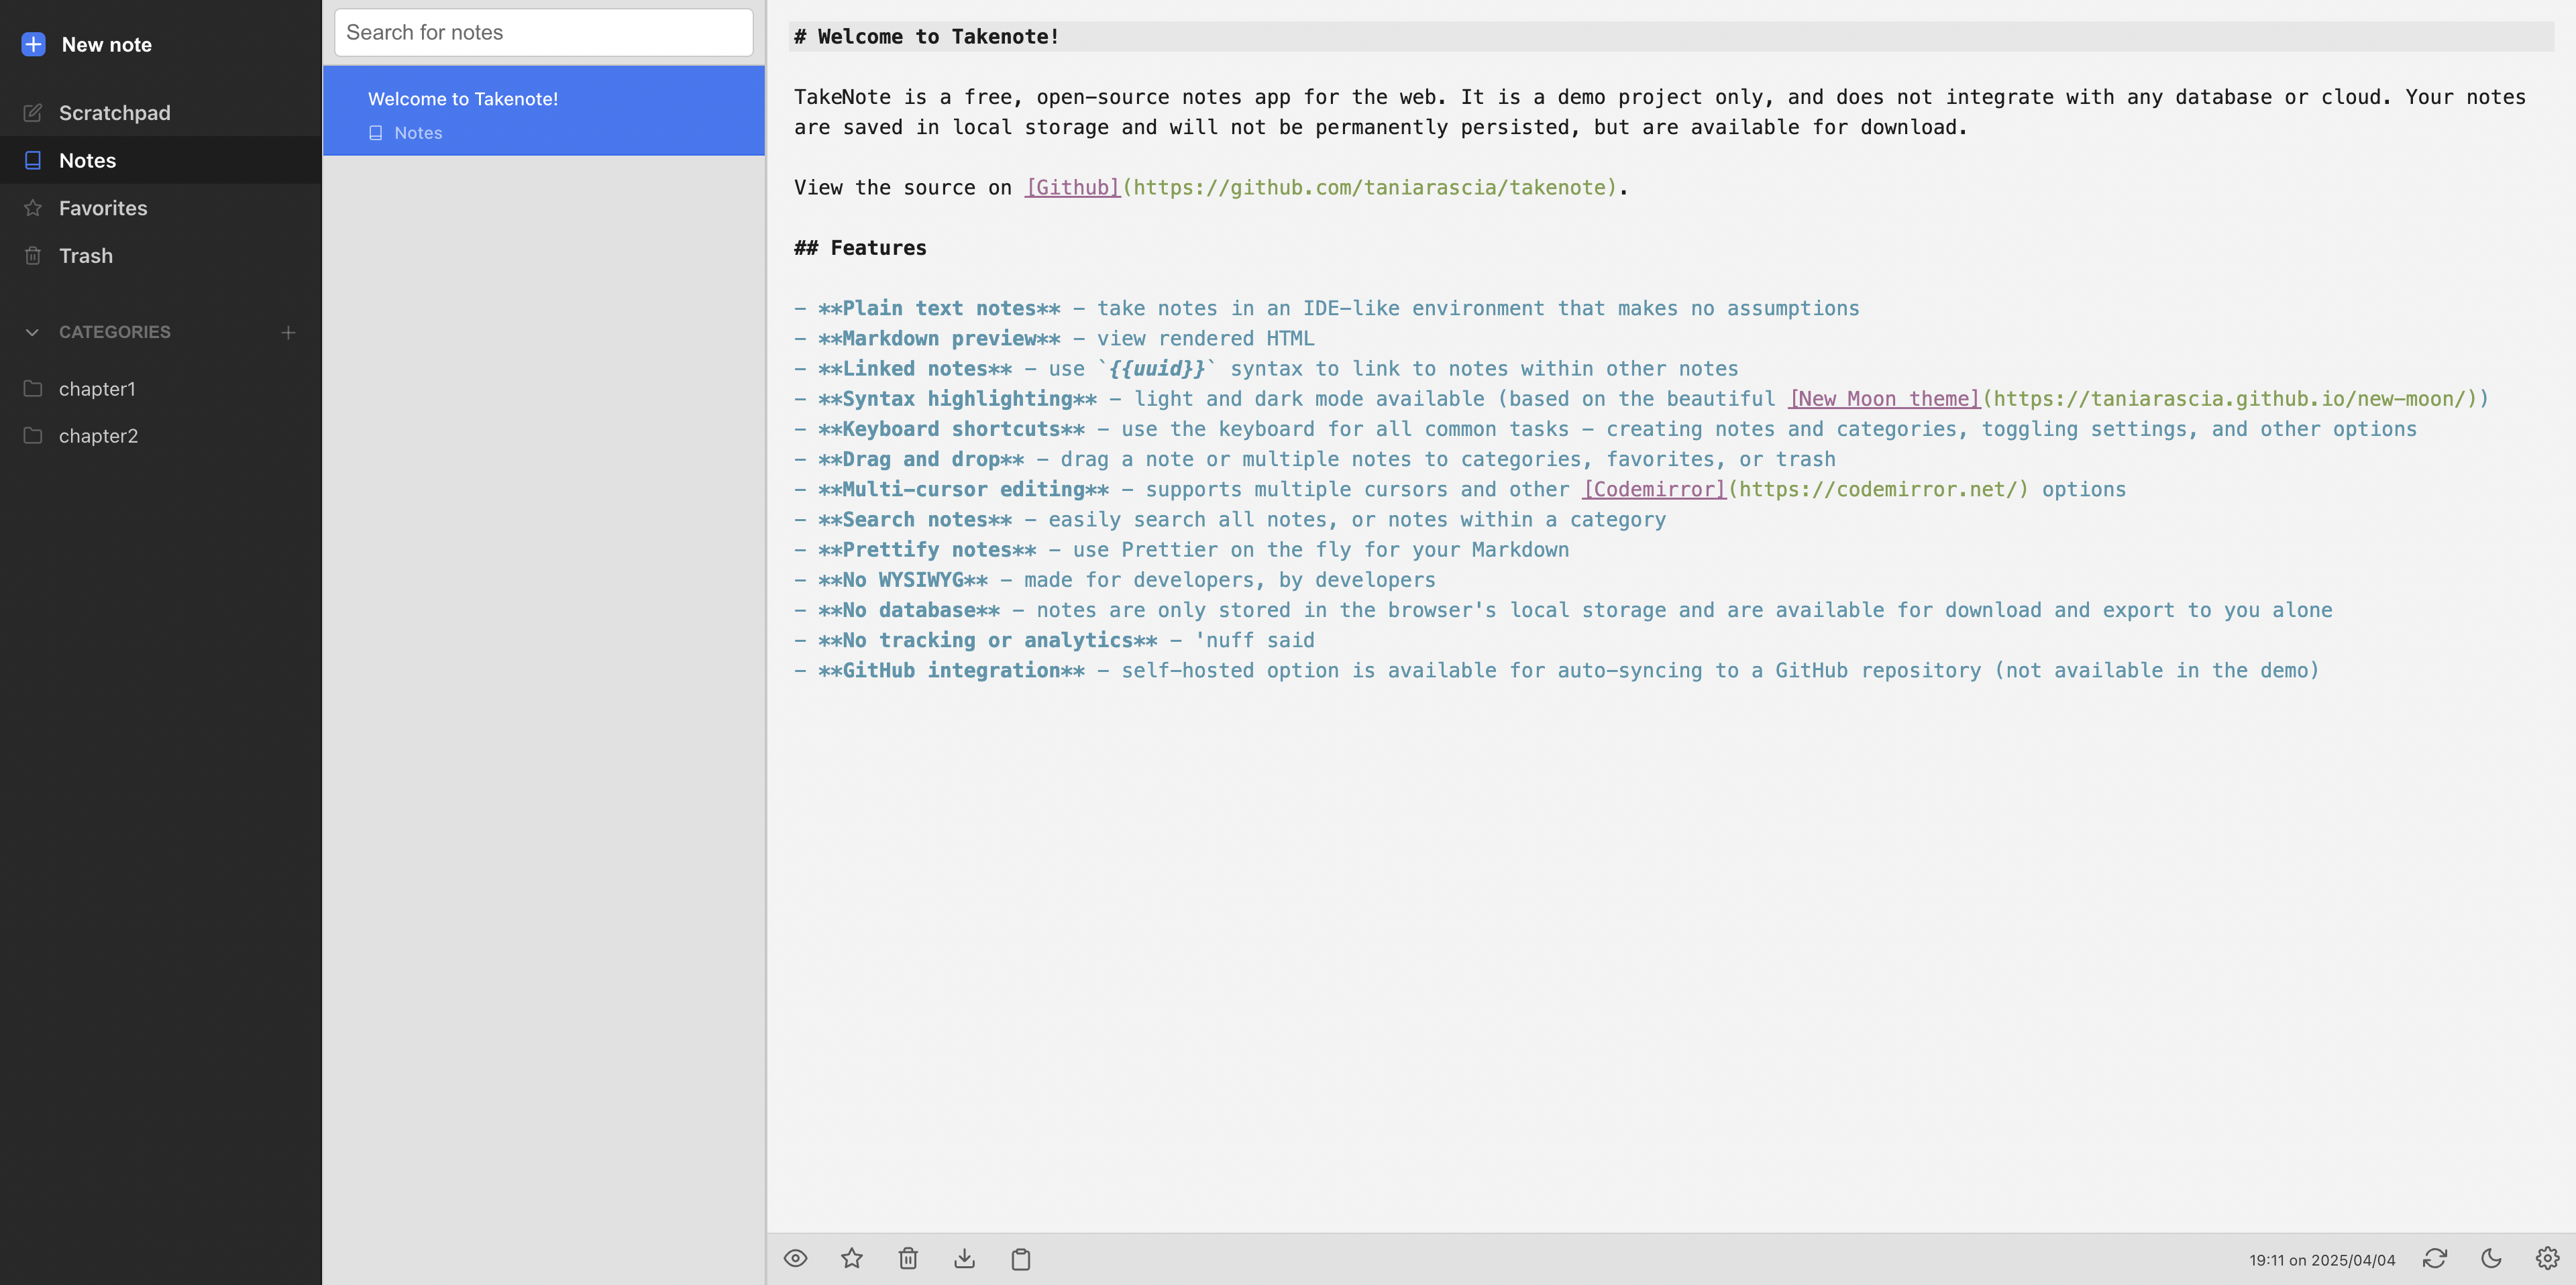 New note
Scratchpad
Notes
Favorites
Trash
CATEGORIES
chapter1
chapter2
Search for notes
Welcome to Takenote!
Notes
# Welcome to Takenote!
TakeNote is a free, open-source notes app for the web. It is a demo project only, and does not integrate with any database or cloud. Your notes
are saved in local storage and will not be permanently persisted, but are available for download.
View the source on [Github](https://github.com/taniarascia/takenote).
## Features
- **Plain text notes** - take notes in an IDE-like environment that makes no assumptions
- **Markdown preview** - view rendered HTML
- **Linked notes** - use `{{uuid}}` syntax to link to notes within other notes
- **Syntax highlighting** - light and dark mode available (based on the beautiful [New Moon theme](https://taniarascia.github.io/new-moon/))
- **Keyboard shortcuts** - use the keyboard for all common tasks - creating notes and categories, toggling settings, and other options
- **Drag and drop** - drag a note or multiple notes to categories, favorites, or trash
- **Multi-cursor editing** - supports multiple cursors and other [Codemirror](https://codemirror.net/) options
- **Search notes** - easily search all notes, or notes within a category
- **Prettify notes** - use Prettier on the fly for your Markdown
- **No WYSIWYG** - made for developers, by developers
- **No database** - notes are only stored in the browser's local storage and are available for download and export to you alone
- **No tracking or analytics** - 'nuff said
- **GitHub integration** - self-hosted option is available for auto-syncing to a GitHub repository (not available in the demo)
19:11 on 2025/04/04